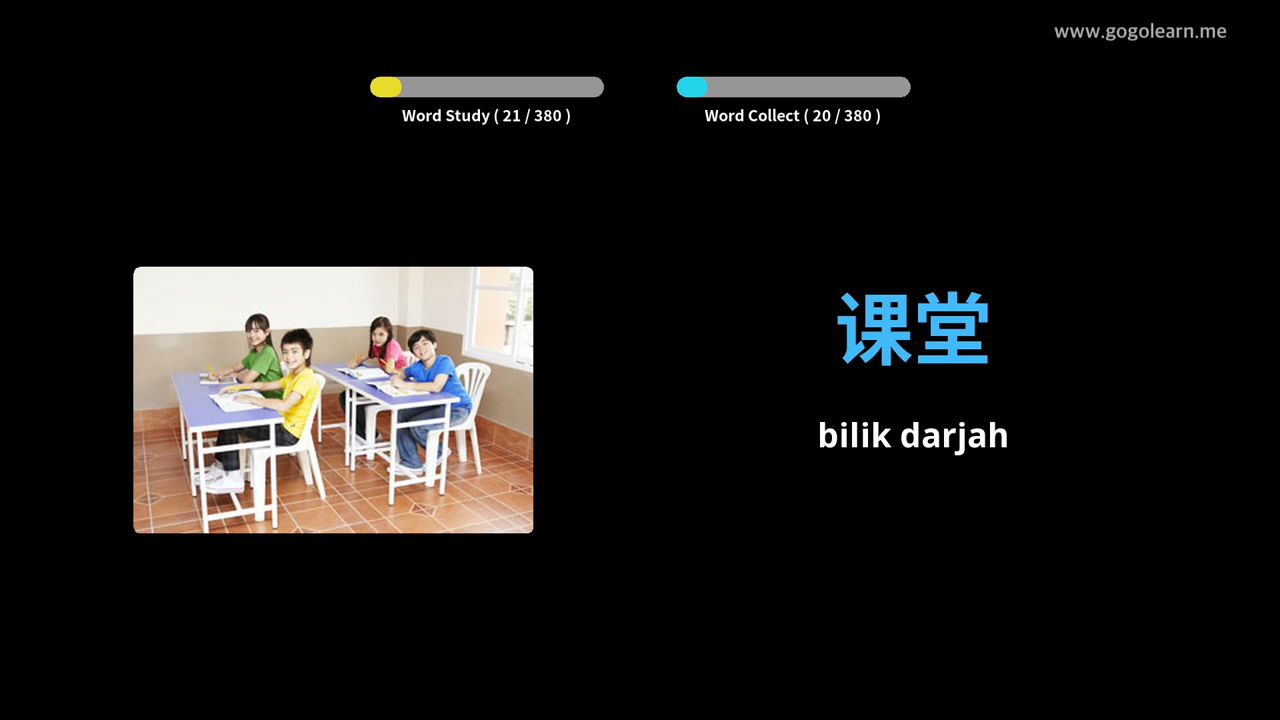 www.gogolearn.me
Word Study ( 21 / 380 )
Word Collect ( 20 / 380 )
课堂
bilik darjah